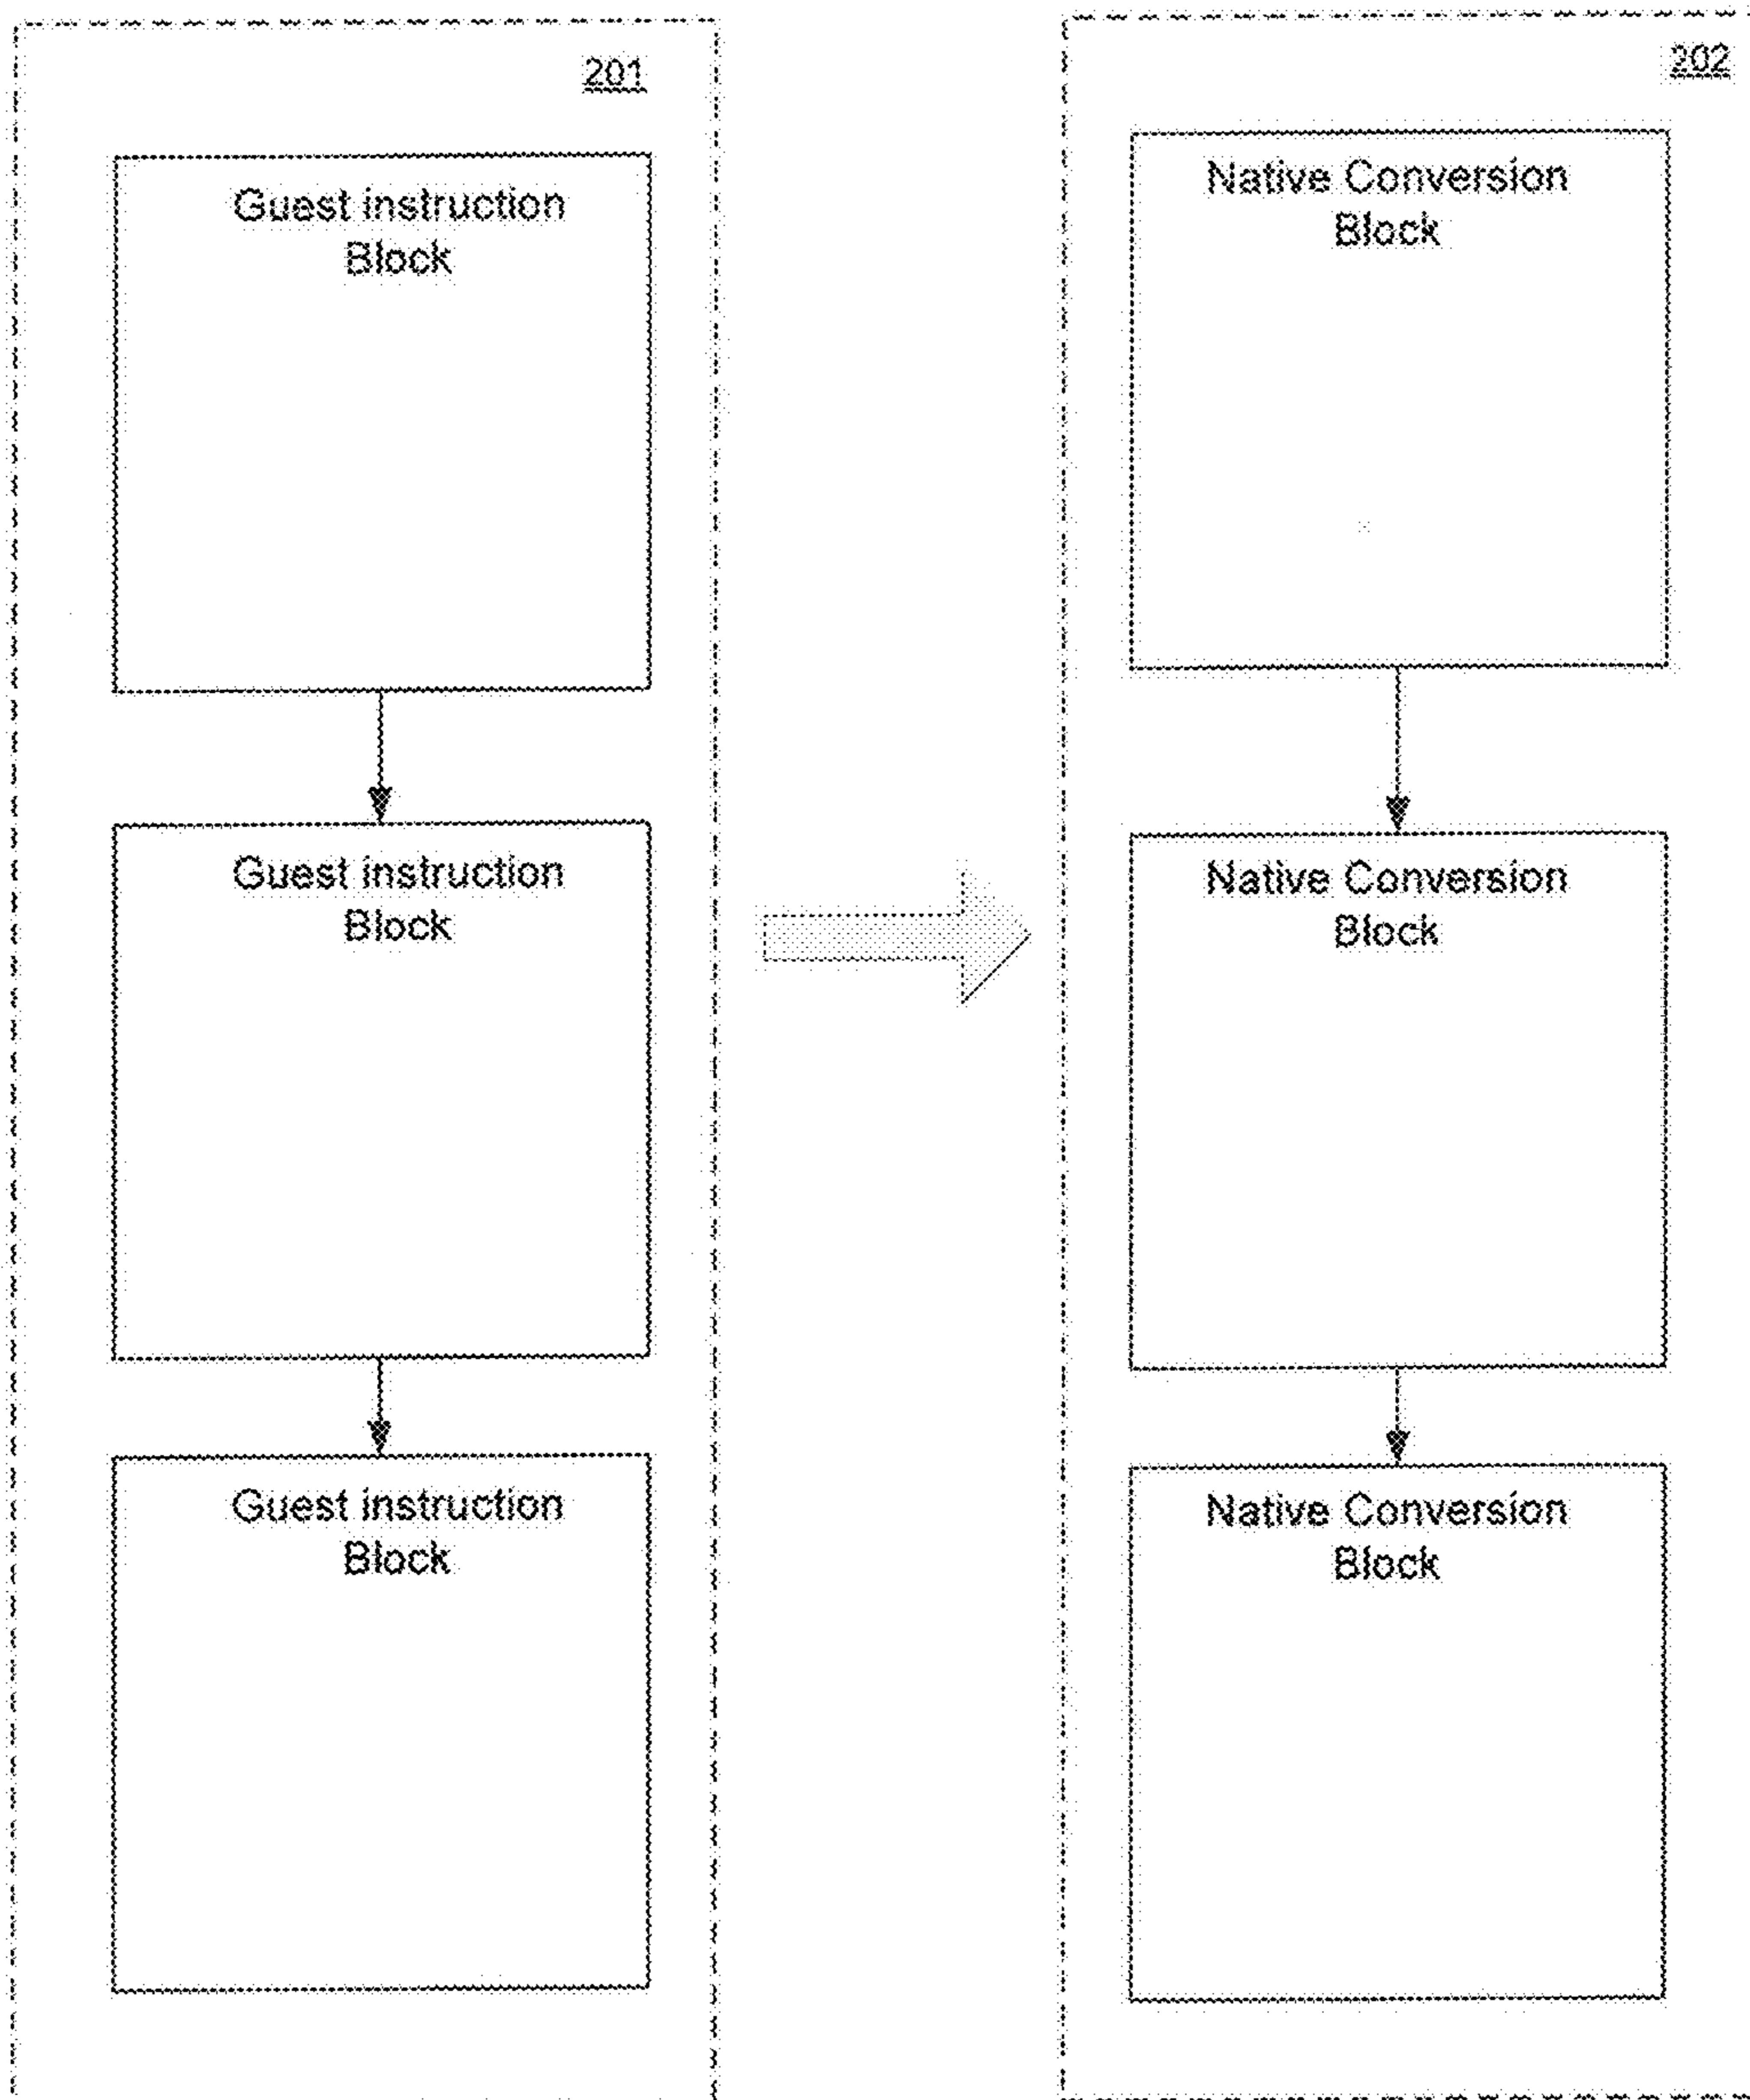 201
Guest instruction
Block
Guest instruction
Block
Guest instruction
Block
202
Native Conversion
Block
Native Conversion
Block
Native Conversion
Block